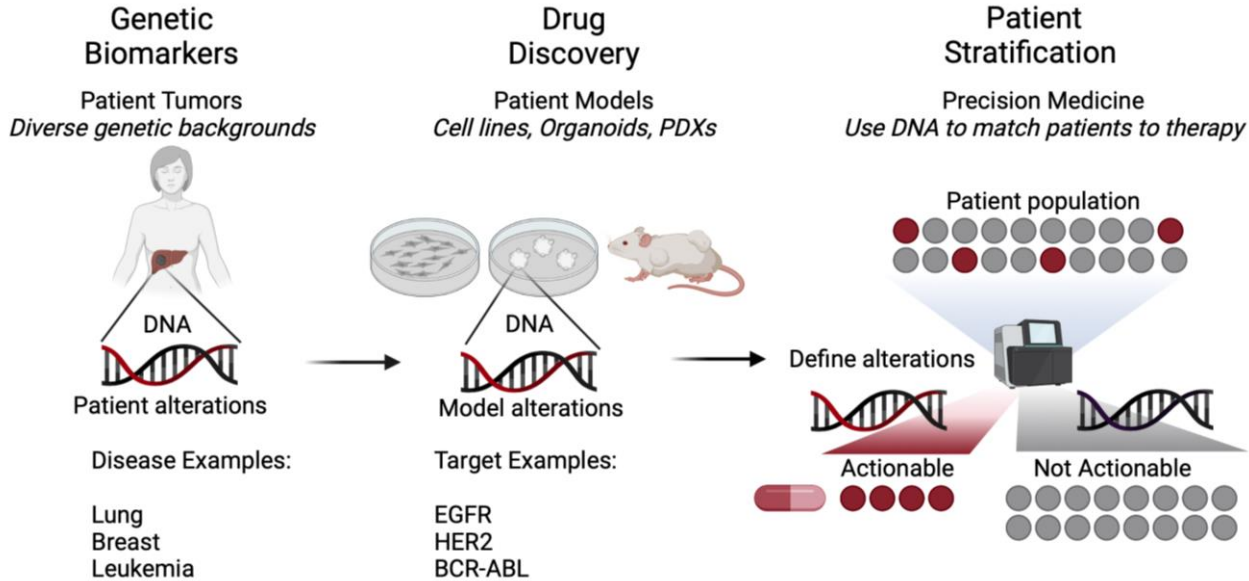 Genetic
Biomarkers
Patient Tumors
Diverse genetic backgrounds
DNA
Patient alterations
Disease Examples:
Lung
Breast
Leukemia
Drug
Discovery
Patient Models
Cell lines, Organoids, PDXs
DNA
Model alterations
Target Examples:
EGFR
HER2
BCR-ABL
Patient
Stratification
Precision Medicine
Use DNA to match patients to therapy
Patient population
Define alterations
Actionable
Not Actionable